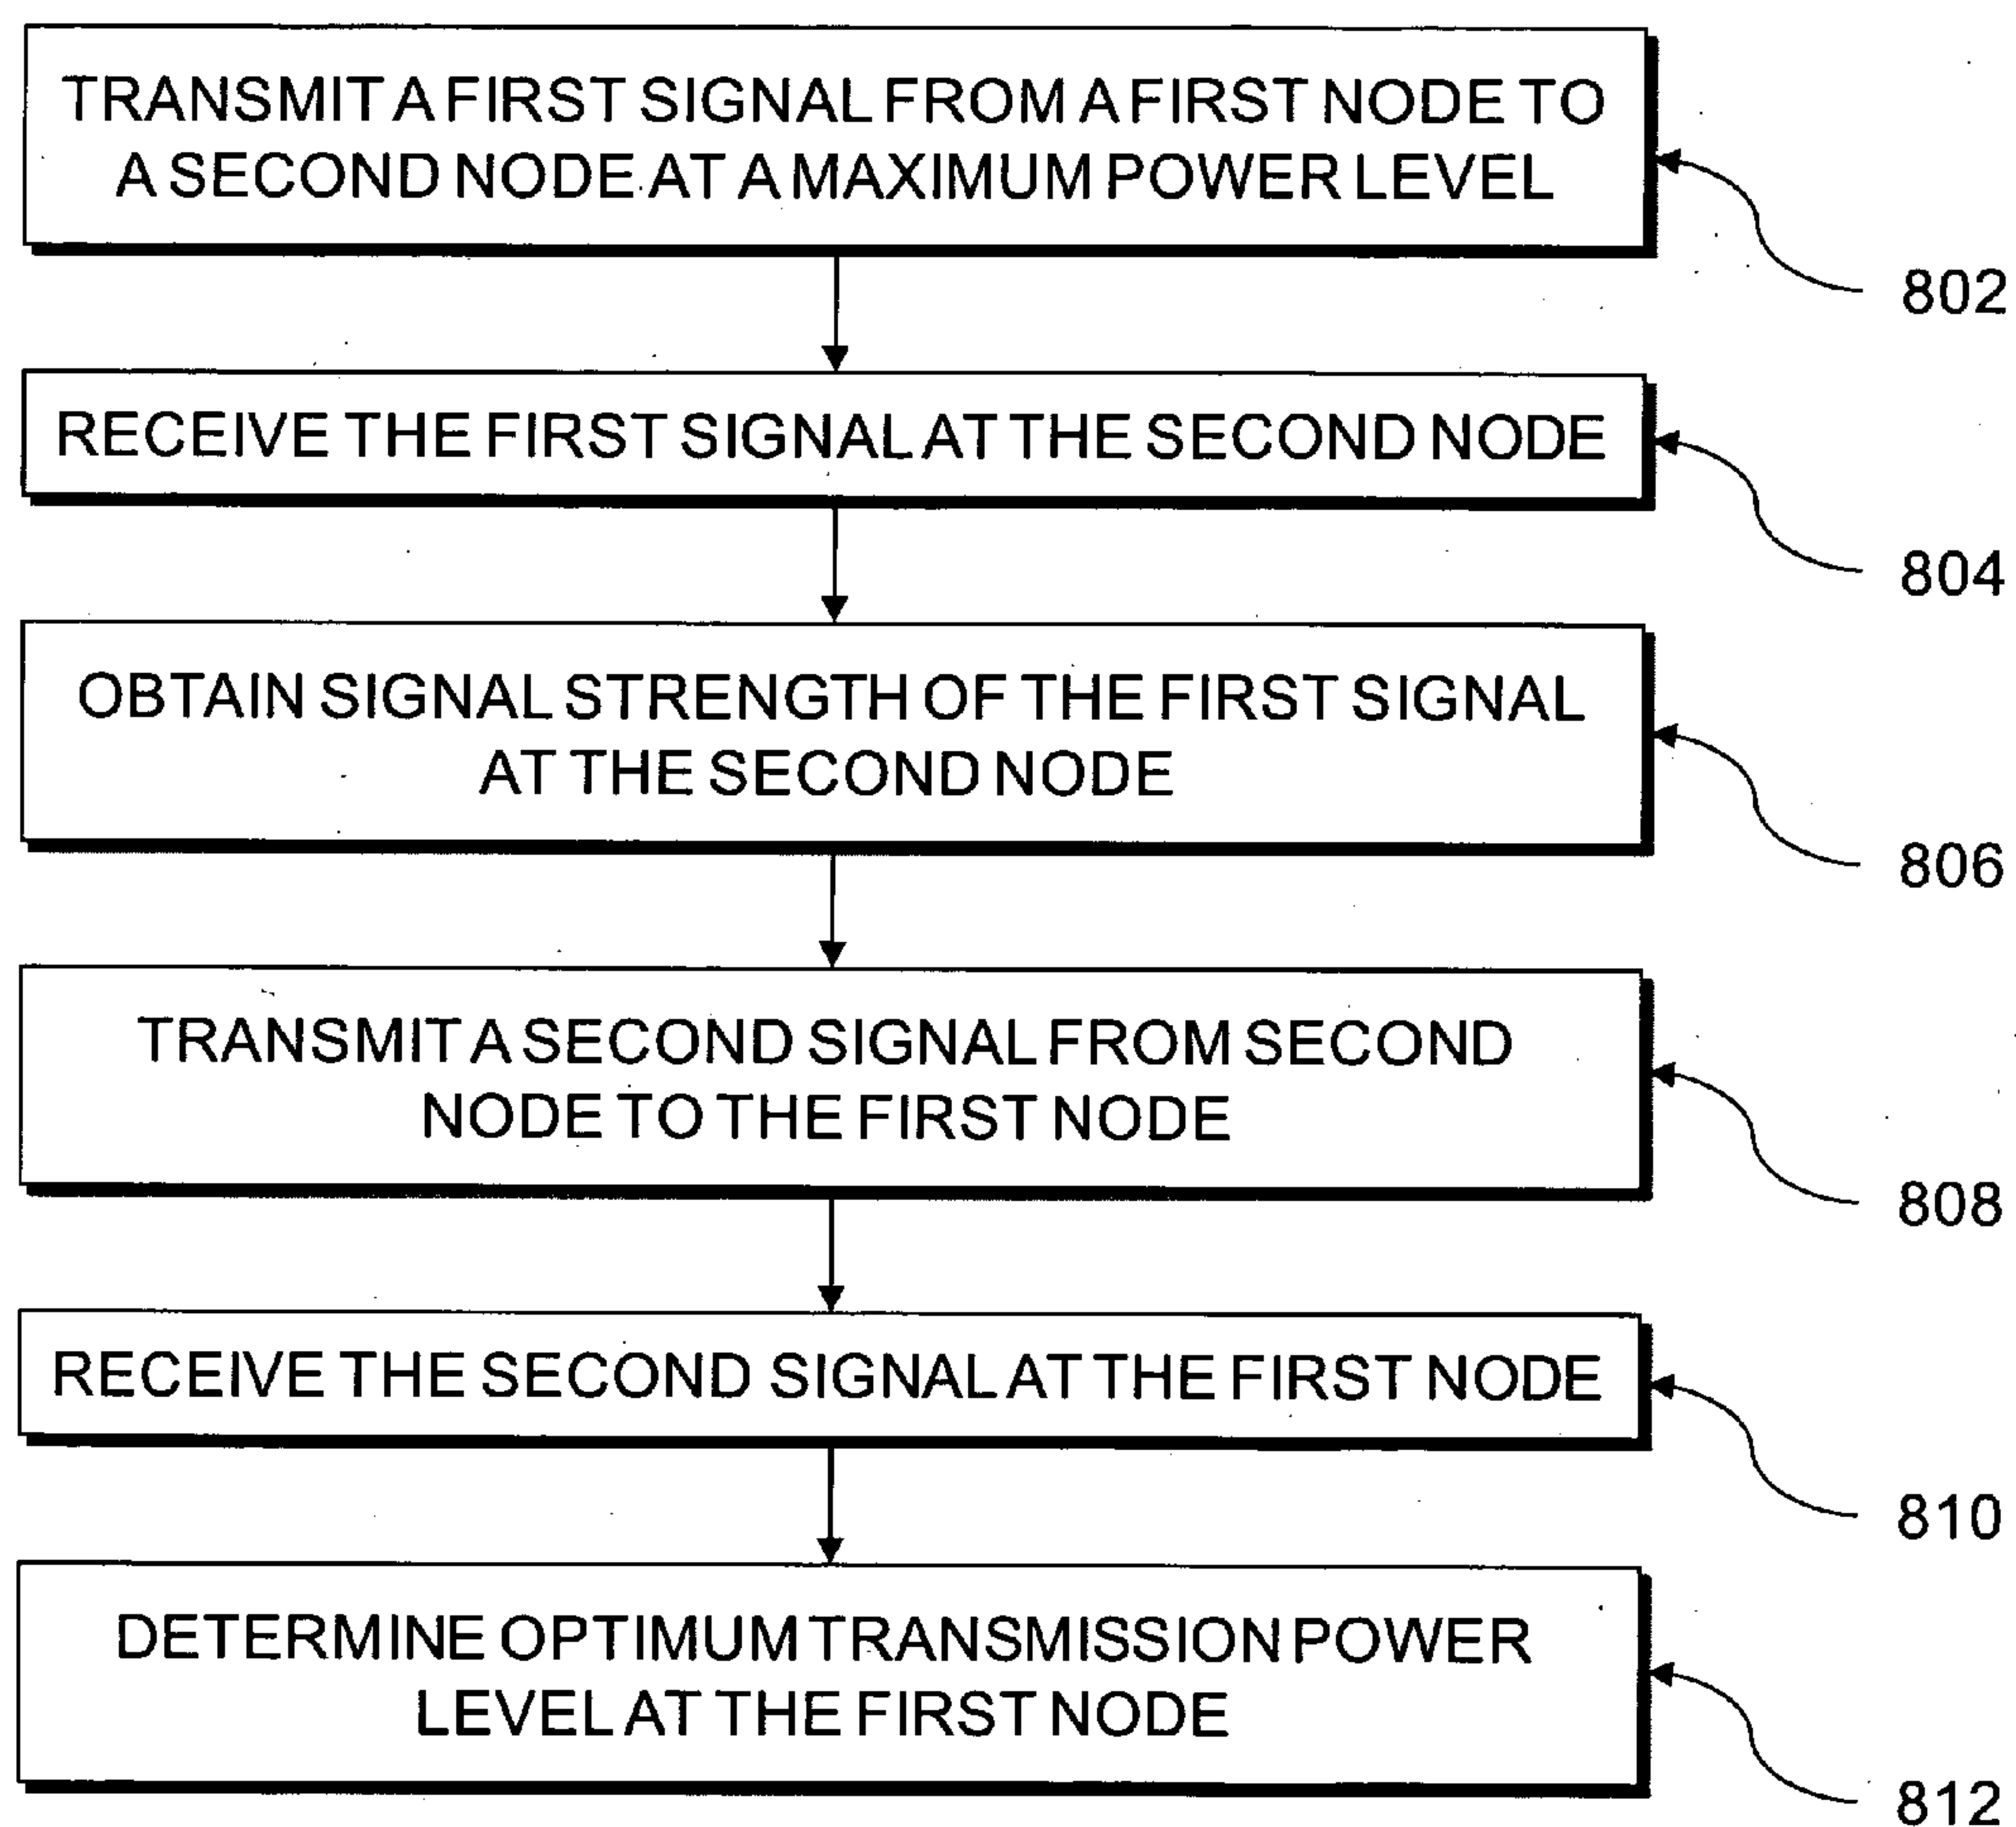 TRANSMIT A FIRST SIGNAL FROM A FIRST NODE TO
A SECOND NODE AT A MAXIMUM POWER LEVEL
802
RECEIVE THE FIRST SIGNAL AT THE SECOND NODE
804
OBTAIN SIGNAL STRENGTH OF THE FIRST SIGNAL
AT THE SECOND NODE
806
TRANSMIT A SECOND SIGNAL FROM SECOND
NODE TO THE FIRST NODE
808
RECEIVE THE SECOND SIGNAL AT THE FIRST NODE
810
DETERMINE OPTIMUM TRANSMISSION POWER
LEVEL AT THE FIRST NODE
812